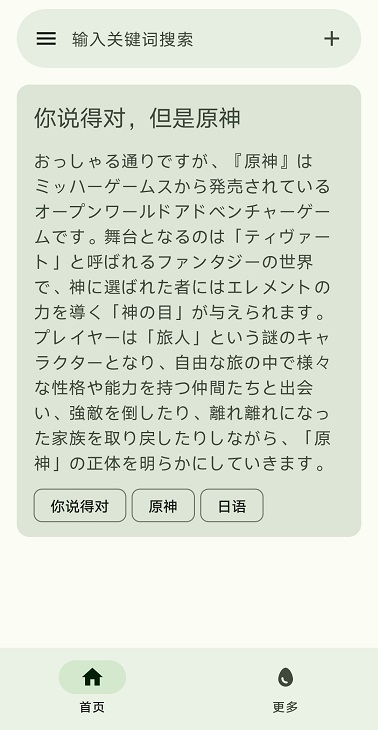 输入关键词搜索
你说得对，但是原神
おっしゃる通りですが、『原神』は
ミッハーゲームスから発売されている
オープンワールドアドベンチャーゲー
ムです。舞台となるのは「ティヴァー
ト」と呼ばれるファンタジーの世界
で、神に選ばれた者にはエレメントの
力を導く「神の目」が与えられます。
プレイヤーは「旅人」という謎のキャ
ラクターとなり、自由な旅の中で様々
な性格や能力を持つ仲間たちと出会
い、強敵を倒したり、離れ離れになっ
た家族を取り戻したりしながら、「原
神」の正体を明らかにしていきます。
你说得对 原神 日语
首页 更多